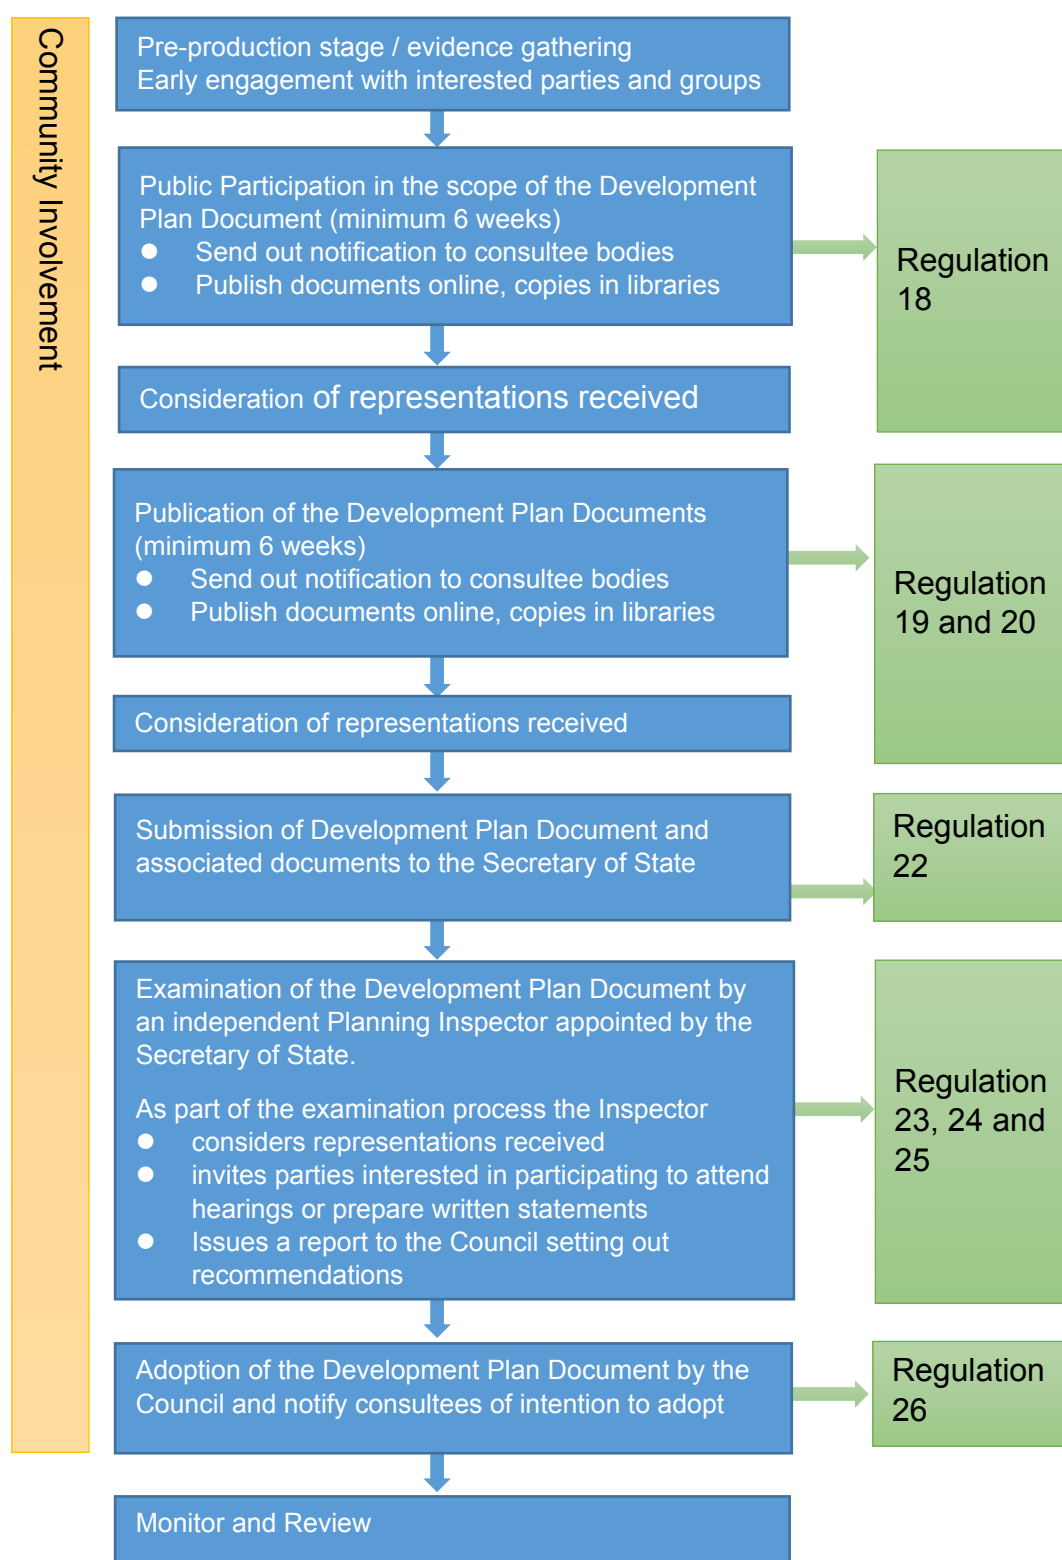 Community Involvement
Pre-production stage / evidence gathering
Early engagement with interested parties and groups
Public Participation in the scope of the Development
Plan Document (minimum 6 weeks)
● Send out notification to consultee bodies
● Publish documents online, copies in libraries
Regulation
18
Consideration of representations received
Publication of the Development Plan Documents
(minimum 6 weeks)
● Send out notification to consultee bodies
● Publish documents online, copies in libraries
Regulation
19 and 20
Consideration of representations received
Submission of Development Plan Document and
associated documents to the Secretary of State
Regulation
22
Examination of the Development Plan Document by
an independent Planning Inspector appointed by the
Secretary of State.
As part of the examination process the Inspector
● considers representations received
● invites parties interested in participating to attend
hearings or prepare written statements
● Issues a report to the Council setting out
recommendations
Regulation
23, 24 and
25
Adoption of the Development Plan Document by the
Council and notify consultees of intention to adopt
Regulation
26
Monitor and Review